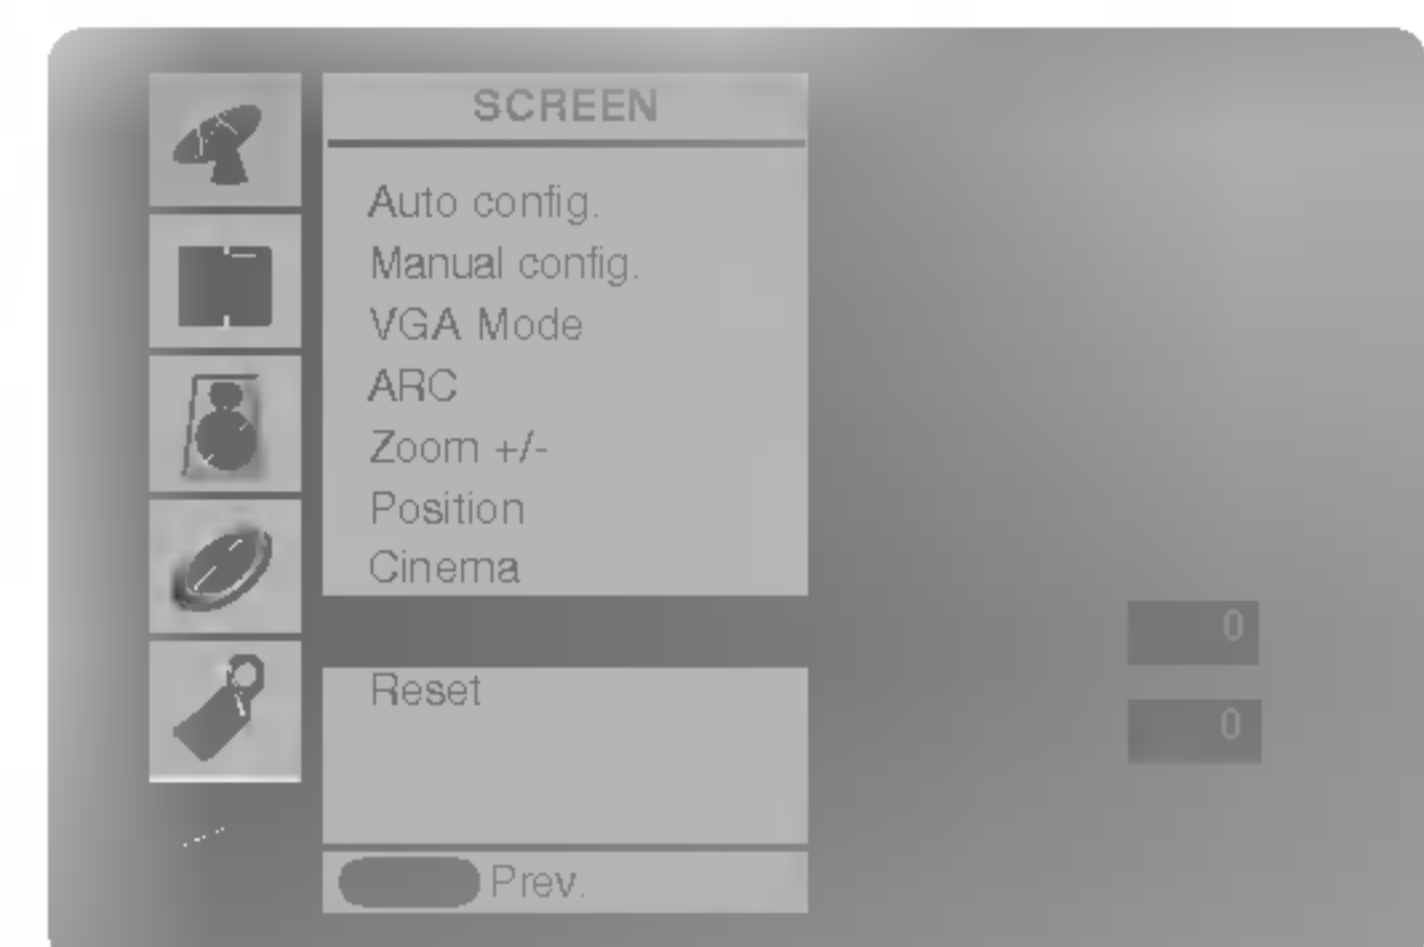 SCREEN
Auto config.
Manual config.
VGA Mode
ARC
Zoom +/-
Position
Cinema
0
Reset
0
Prev.